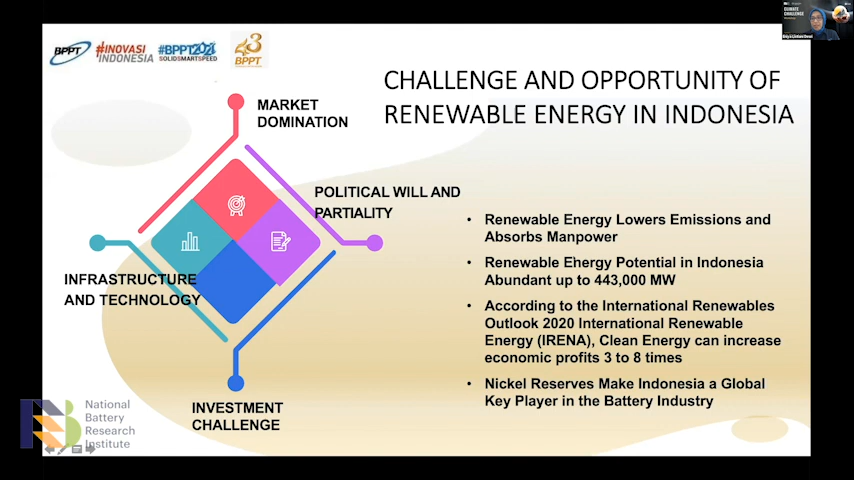 BPPT
#INOVASI
INDONESIA
#BPPT2021
SOLIDSMARTSPEED
43
BPPT
CLIMATE
CHALLENGE
CHALLENGE AND OPPORTUNITY OF
RENEWABLE ENERGY IN INDONESIA
MARKET
DOMINATION
POLITICAL WILL AND
PARTIALITY
INFRASTRUCTURE
AND TECHNOLOGY
INVESTMENT
CHALLENGE
• Renewable Energy Lowers Emissions and
Absorbs Manpower
• Renewable Energy Potential in Indonesia
Abundant up to 443,000 MW
• According to the International Renewables
Outlook 2020 International Renewable
Energy (IRENA), Clean Energy can increase
economic profits 3 to 8 times
• Nickel Reserves Make Indonesia a Global
Key Player in the Battery Industry
National
Battery
Research
Institute